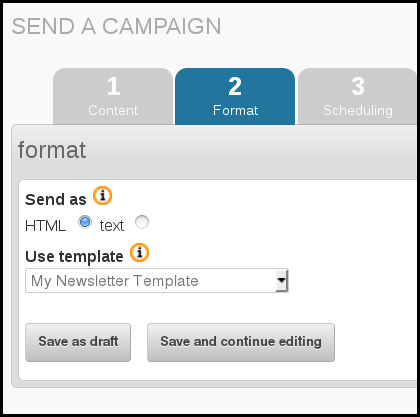 SEND A CAMPAIGN
1 2 3
Content Format Scheduling
format
Send as i
HTML text
Use template i
My Newsletter Template
Save as draft Save and continue editing